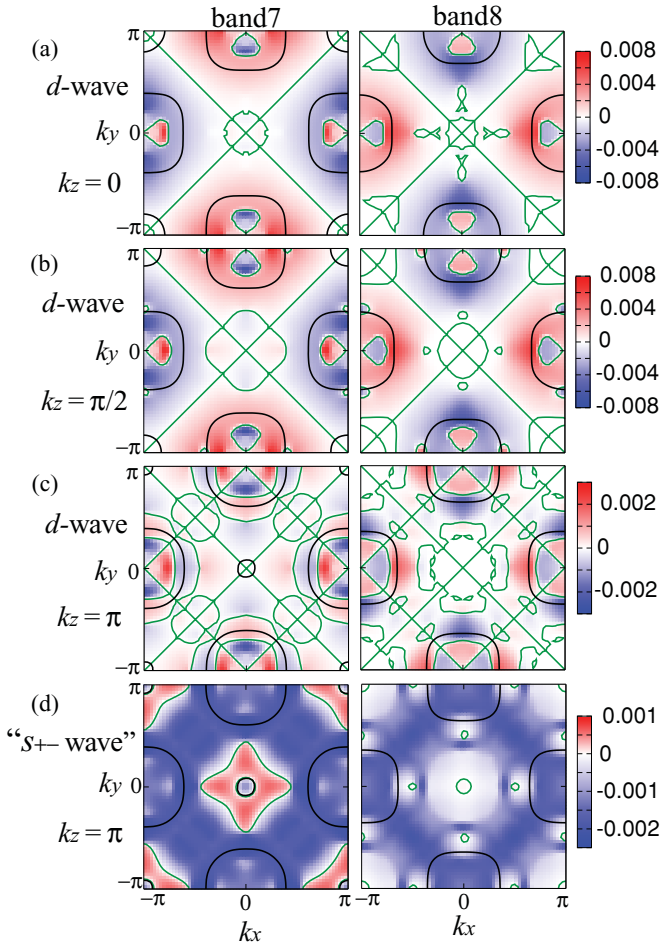 band7 band8
(a)
π
d-wave
ky 0
kz = 0
−π
0.008
0.004
0
-0.004
-0.008
(b)
π
d-wave
ky 0
kz = π/2
−π
0.008
0.004
0
-0.004
-0.008
(c)
π
d-wave
ky 0
kz = π
−π
0.002
0
-0.002
(d)
π
“s+− wave”
ky 0
kz = π
−π
0.001
0
-0.001
-0.002
−π 0 π −π 0 π
kx kx